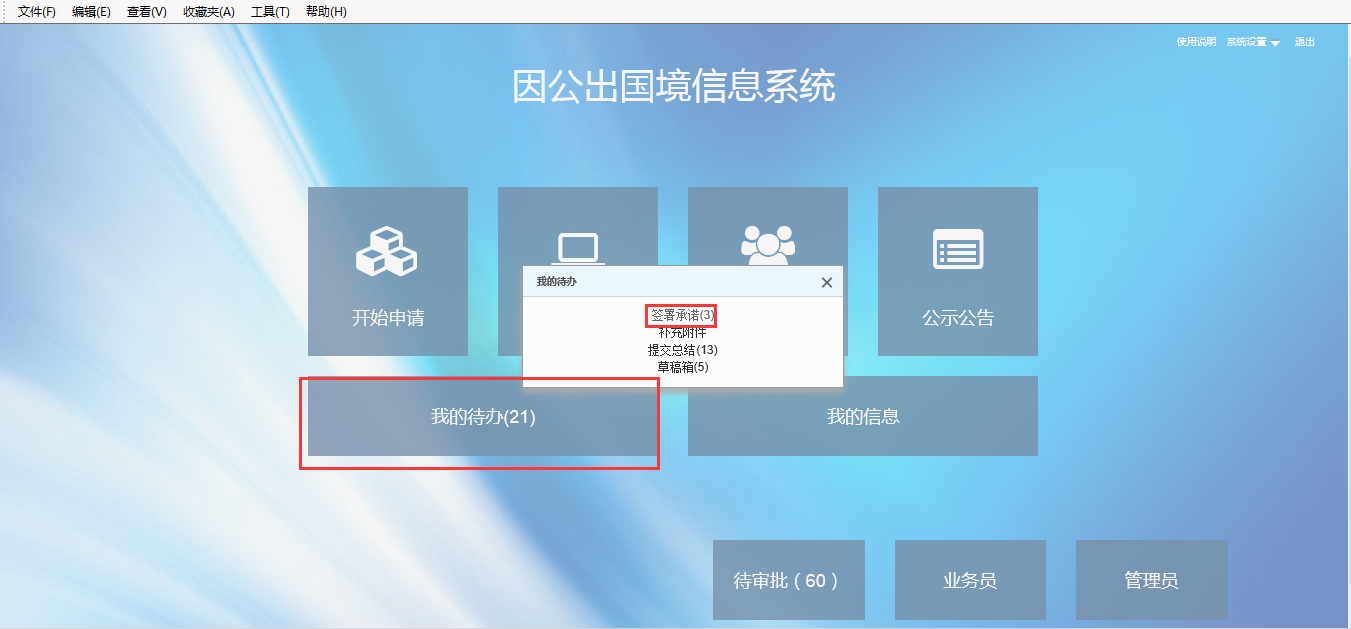 文件(F) 编辑(E) 查看(V) 收藏夹(A) 工具(T) 帮助(H)
使用说明 系统设置 退出
因公出国境信息系统
开始申请
公示公告
我的待办
签署承诺(3)
补充附件
提交总结(13)
草稿箱(5)
我的待办(21)
我的信息
待审批（60）
业务员
管理员